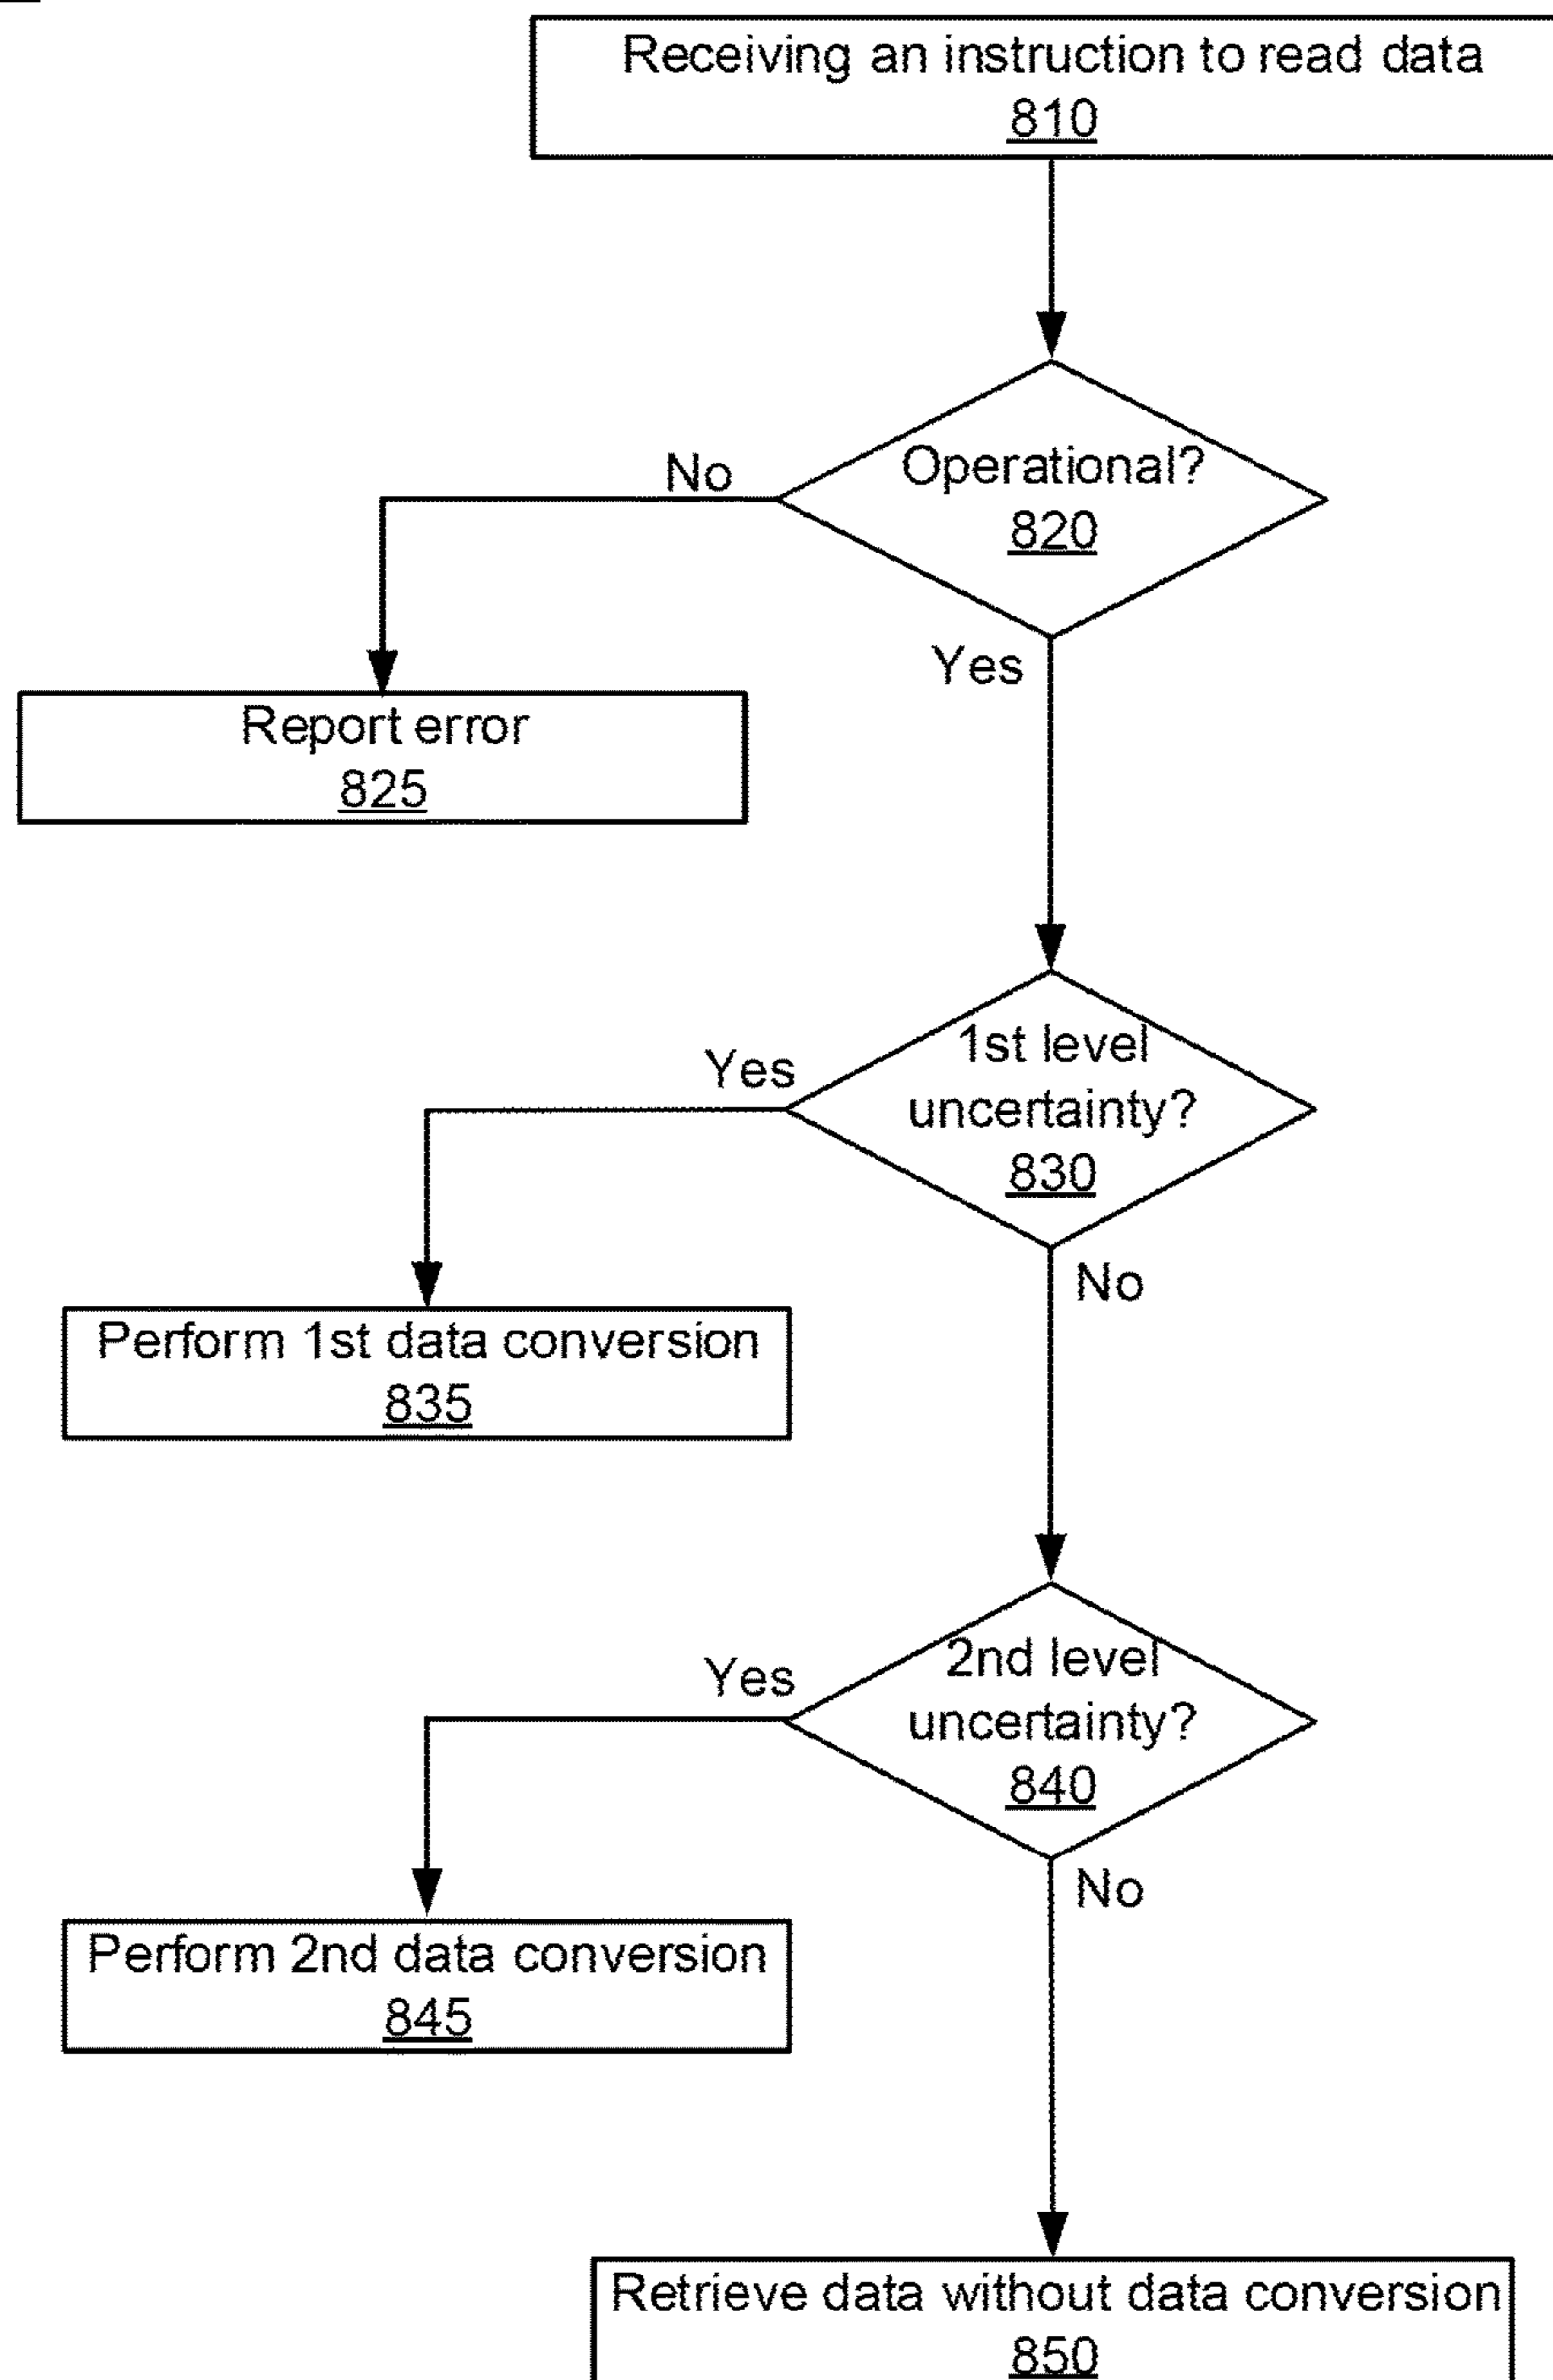 Receiving an instruction to read data
810
No
Operational?
820
Yes
Report error
825
Yes
1st level
uncertainty?
830
No
Perform 1st data conversion
835
Yes
2nd level
uncertainty?
840
No
Perform 2nd data conversion
845
Retrieve data without data conversion
850